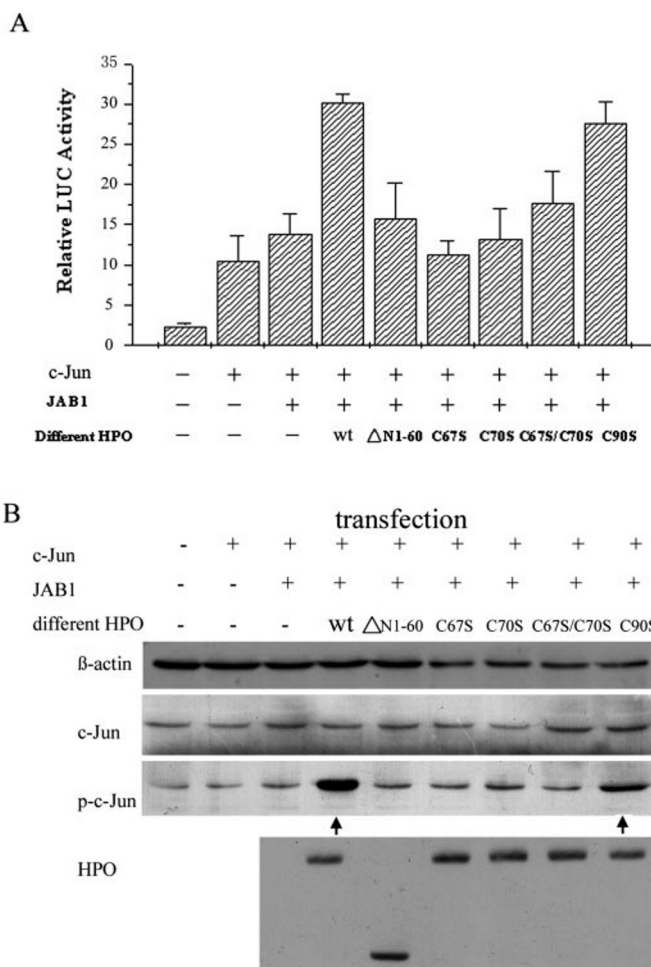 A
Relative LUC Activity
35
30
25
20
15
10
5
0
c-Jun − + + + + + + + +
JAB1 − − + + + + + + +
Different HPO − − − wt △N1-60 C67S C70S C67S/C70S C90S
B
transfection
c-Jun - + + + + + + + +
JAB1 - - + + + + + + +
different HPO - - - wt △N1-60 C67S C70S C67S/C70S C90S
ß-actin
c-Jun
p-c-Jun
HPO